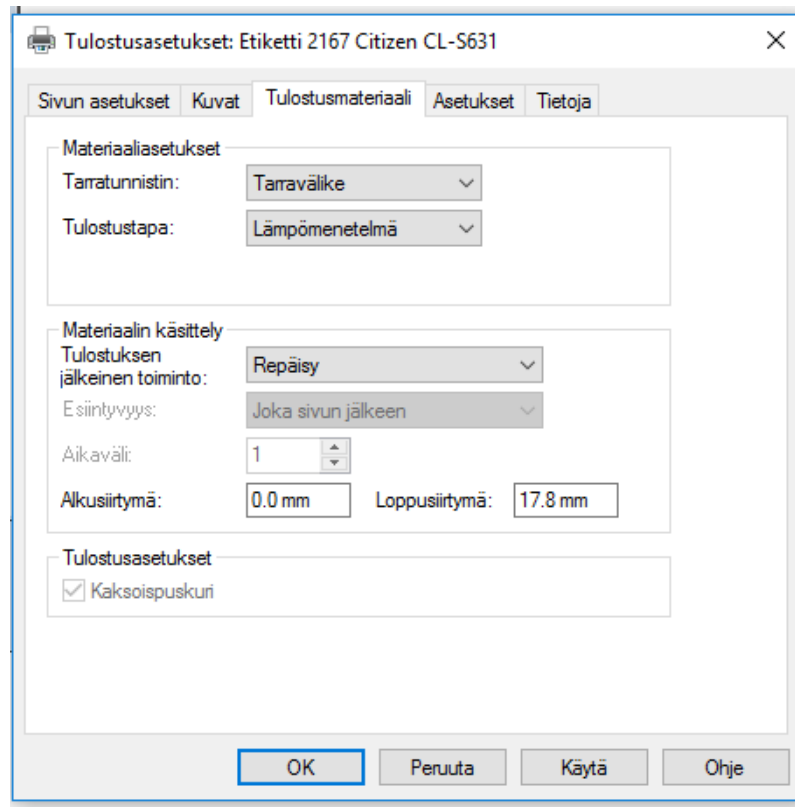 Tulostusasetukset: Etiketti 2167 Citizen CL-S631
Sivun asetukset Kuvat Tulostusmateriaali Asetukset Tietoja
Materiaaliasetukset
Tarratunnistin: Tarravälike
Tulostustapa: Lämpömenetelmä
Materiaalin käsittely
Tulostuksen
jälkeinen toiminto: Repäisy
Esiintyvyys: Joka sivun jälkeen
Aikaväli: 1
Alkusiirtymä: 0.0 mm Loppusiirtymä: 17.8 mm
Tulostusasetukset
Kaksoispuskuri
OK Peruuta Käytä Ohje